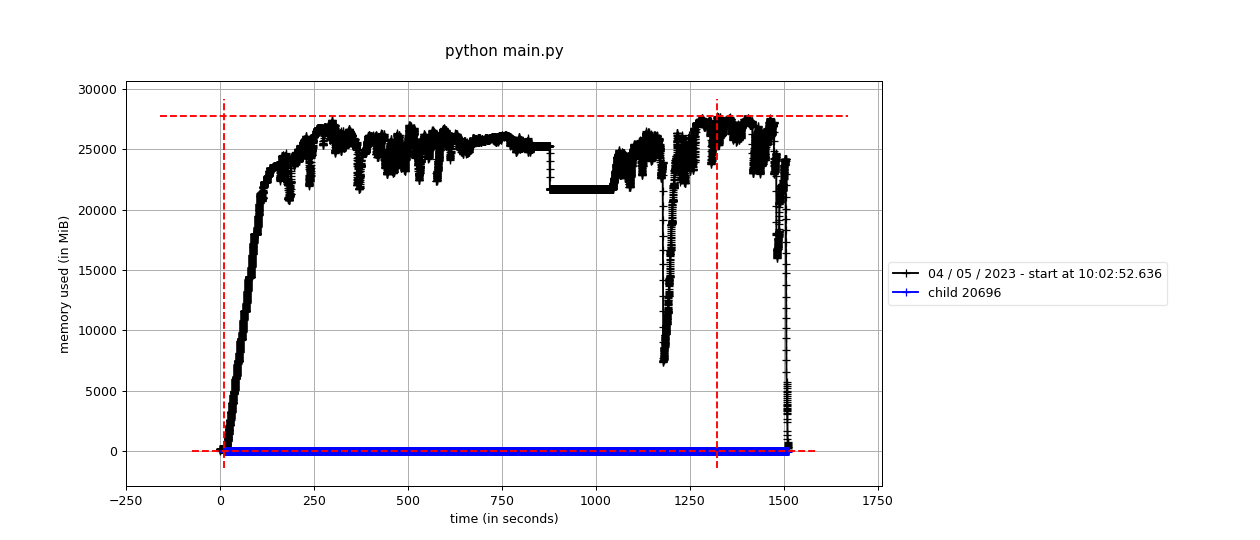 python main.py
30000
25000
20000
15000
10000
5000
0
memory used (in MiB)
−250 0 250 500 750 1000 1250 1500 1750
time (in seconds)
04 / 05 / 2023 - start at 10:02:52.636
child 20696